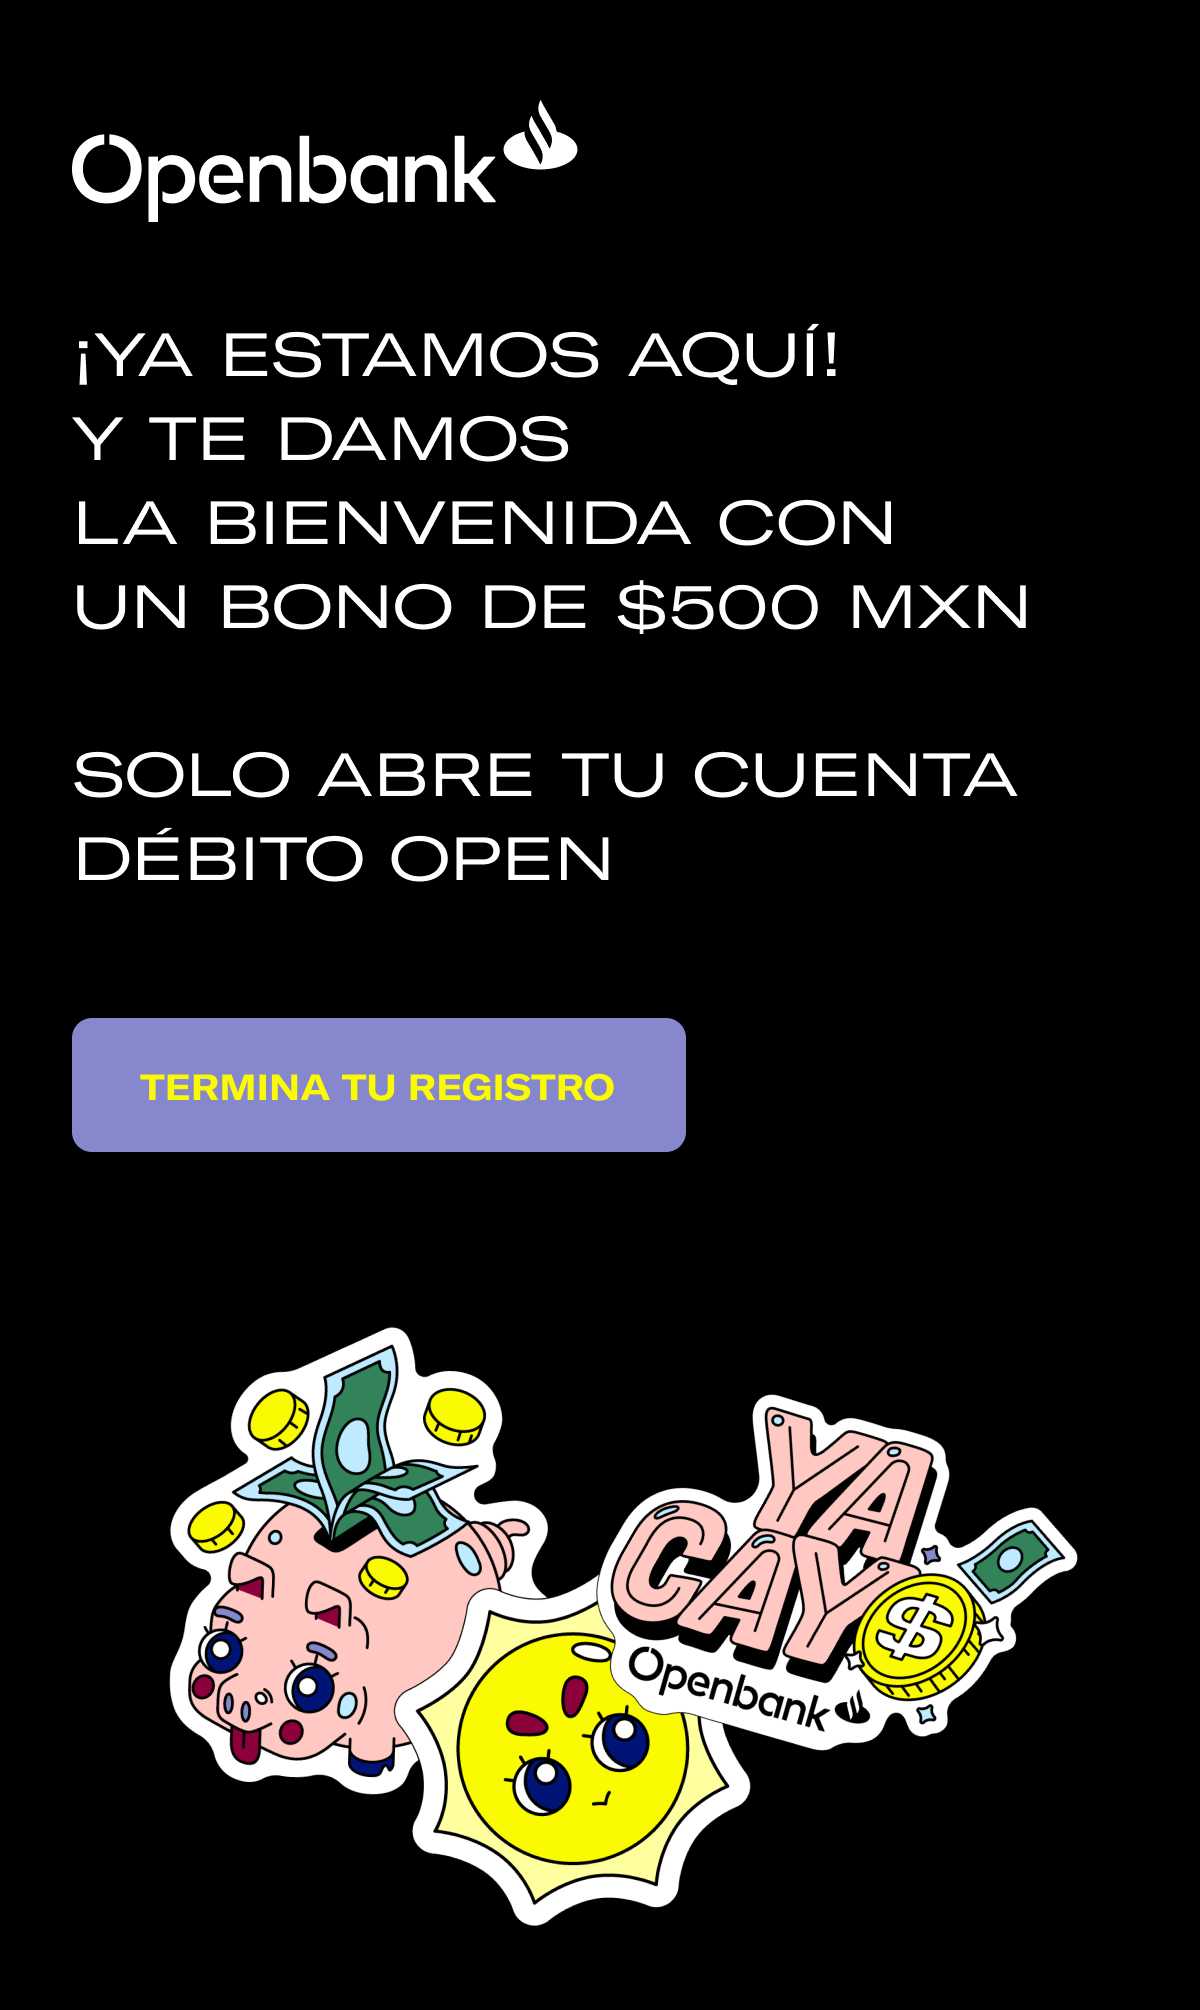 Openbank
¡YA ESTAMOS AQUÍ!
Y TE DAMOS
LA BIENVENIDA CON
UN BONO DE $500 MXN
SOLO ABRE TU CUENTA
DÉBITO OPEN
TERMINA TU REGISTRO
YA
CAY
$
Openbank